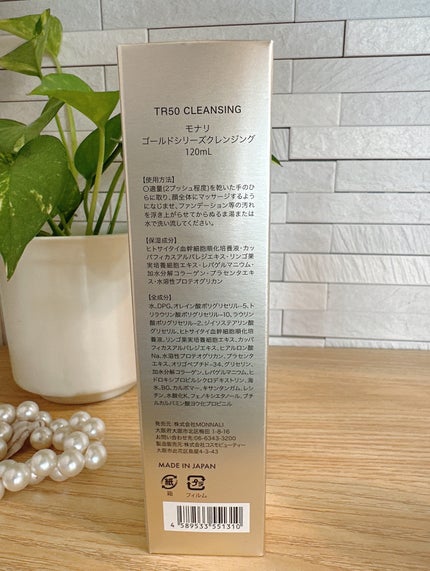 TR50 CLEANSING
モナリ
ゴールドシリーズクレンジング
120mL
【使用方法】
〇適量(2プッシュ程度)を乾いた手のひ
らに取り、顔全体にマッサージするよう
になじませ、ファンデーション等の汚れ
を浮き上がらせてからぬるま湯または
水で洗い流してください。
【保湿成分】
ヒトサイタイ血幹細胞順化培養液・カッ
パフィカスアルバレジエキス・リンゴ果
実培養細胞エキス・レパゲルマニウム・
加水分解コラーゲン・プラセンタエキ
ス・水溶性プロテオグリカン
【全成分】
水、DPG、オレイン酸ポリグリセリル-5、ト
リラウリン酸ポリグリセリル-10、ラウリン
酸ポリグリセリル-2、ジイソステアリン酸
グリセリル、ヒトサイタイ血幹細胞順化培
養液、リンゴ果実培養細胞エキス、カッパ
フィカスアルバレジエキス、ヒアルロン酸
Na、水溶性プロテオグリカン、プラセンタ
エキス、オリゴペプチド-34、グリセリン、
加水分解コラーゲン、レパゲルマニウム、ヒ
ドロキシプロピルシクロデキストリン、海
水、BG、カルボマー、キサンタンガム、レシ
チン、水酸化K、フェノキシエタノール、ブチ
ルカルバミン酸ヨウ化プロピニル
発売元:株式会社MONNALI
大阪府大阪市北区梅田1-8-16
お問い合わせ先:06-6343-3200
製造販売元:株式会社コスモビューティー
大阪市此花区島屋4-3-43
MADE IN JAPAN
紙
箱
プラ
フィルム
4 589533 551310